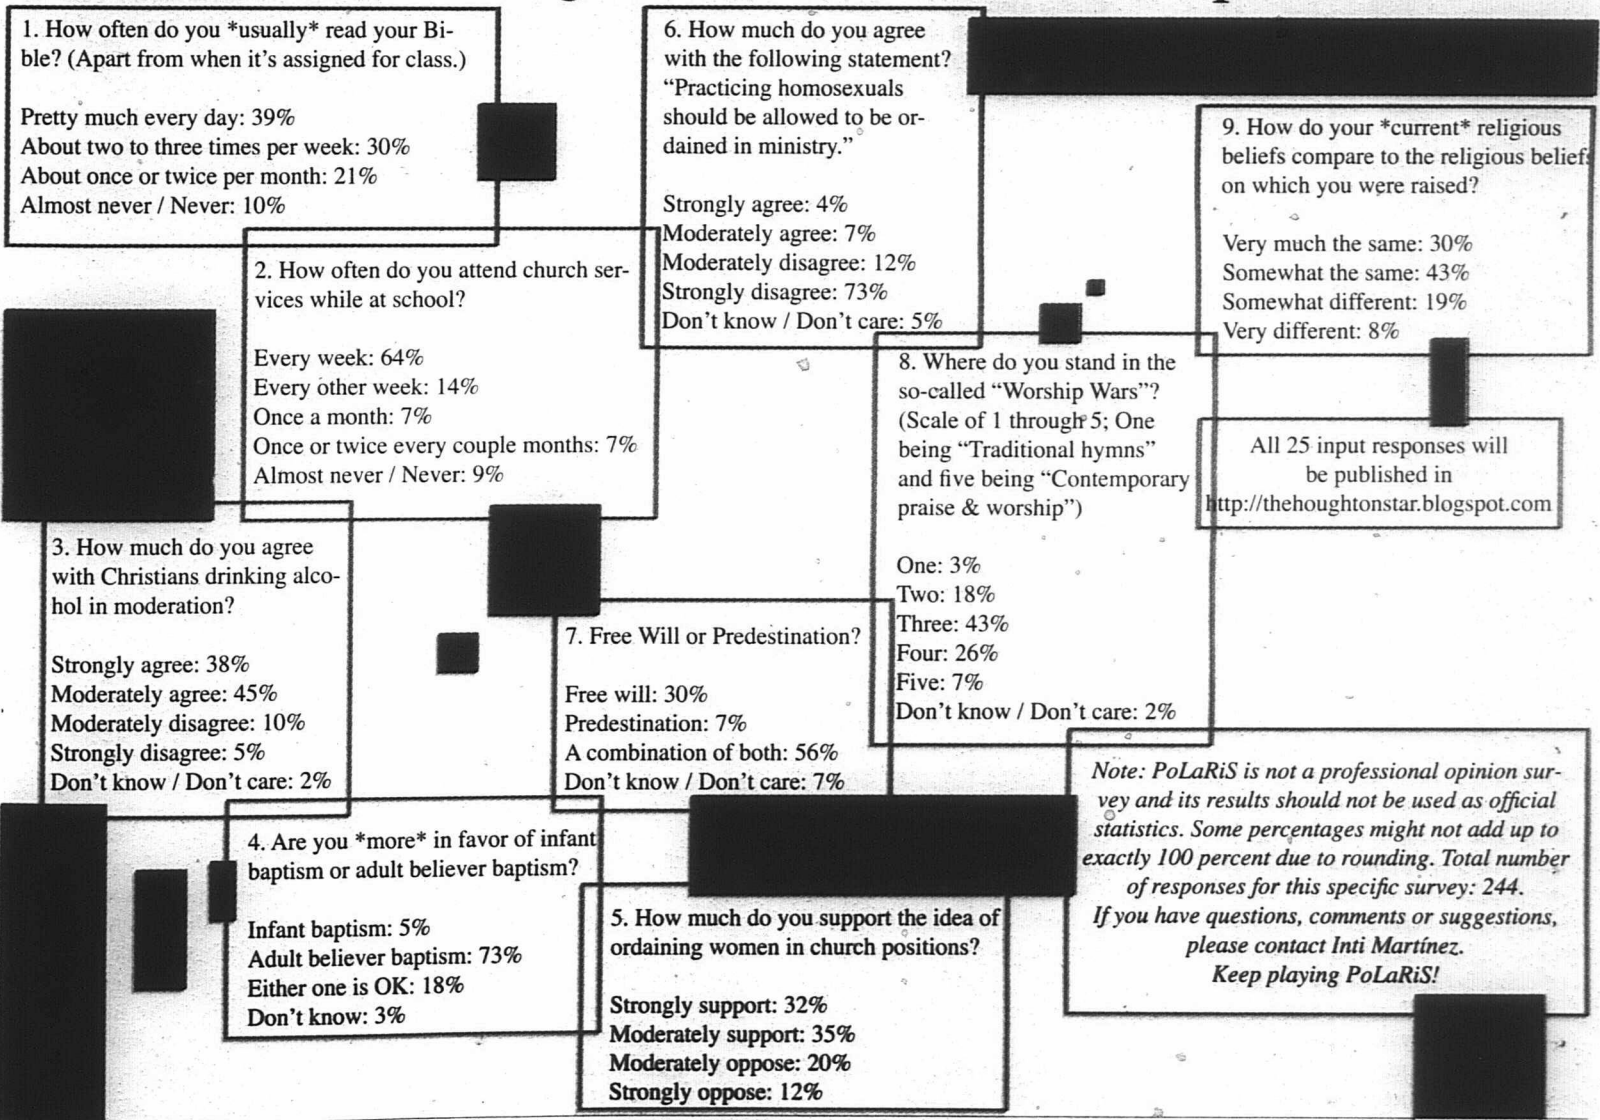 1. How often do you *usually* read your Bi-
ble? (Apart from when it's assigned for class.)
Pretty much every day: 39%
About two to three times per week: 30%
About once or twice per month: 21%
Almost never / Never: 10%
2. How often do you attend church ser-
vices while at school?
Every week: 64%
Every other week: 14%
Once a month: 7%
Once or twice every couple months: 7%
Almost never / Never: 9%
3. How much do you agree
with Christians drinking alco-
hol in moderation?
Strongly agree: 38%
Moderately agree: 45%
Moderately disagree: 10%
Strongly disagree: 5%
Don't know / Don't care: 2%
4. Are you *more* in favor of infant
baptism or adult believer baptism?
Infant baptism: 5%
Adult believer baptism: 73%
Either one is OK: 18%
Don't know: 3%
5. How much do you support the idea of
ordaining women in church positions?
Strongly support: 32%
Moderately support: 35%
Moderately oppose: 20%
Strongly oppose: 12%
6. How much do you agree
with the following statement?
“Practicing homosexuals
should be allowed to be or-
dained in ministry.”
Strongly agree: 4%
Moderately agree: 7%
Moderately disagree: 12%
Strongly disagree: 73%
Don't know / Don't care: 5%
7. Free Will or Predestination?
Free will: 30%
Predestination: 7%
A combination of both: 56%
Don't know / Don't care: 7%
8. Where do you stand in the
so-called “Worship Wars”?
(Scale of 1 through 5; One
being “Traditional hymns”
and five being “Contemporary
praise & worship”)
One: 3%
Two: 18%
Three: 43%
Four: 26%
Five: 7%
Don't know / Don't care: 2%
9. How do your *current* religious
beliefs compare to the religious beliefs
on which you were raised?
Very much the same: 30%
Somewhat the same: 43%
Somewhat different: 19%
Very different: 8%
All 25 input responses will
be published in
http://thehoughtonstar.blogspot.com
Note: PoLaRiS is not a professional opinion sur-
vey and its results should not be used as official
statistics. Some percentages might not add up to
exactly 100 percent due to rounding. Total number
of responses for this specific survey: 244.
If you have questions, comments or suggestions,
please contact Inti Martínez.
Keep playing PoLaRiS!